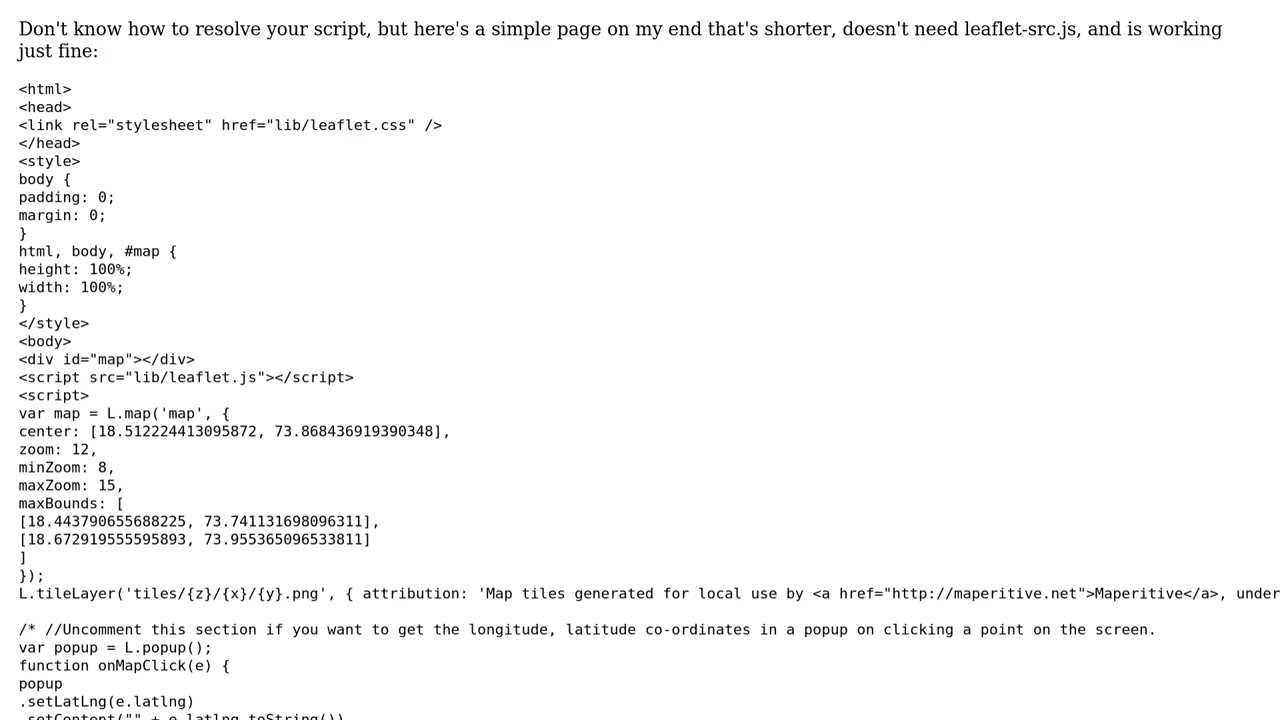 Don't know how to resolve your script, but here's a simple page on my end that's shorter, doesn't need leaflet-src.js, and is working
just fine:
<html>
<head>
<link rel="stylesheet" href="lib/leaflet.css" />
</head>
<style>
body {
padding: 0;
margin: 0;
}
html, body, #map {
height: 100%;
width: 100%;
}
</style>
<body>
<div id="map"></div>
<script src="lib/leaflet.js"></script>
<script>
var map = L.map('map', {
center: [18.512224413095872, 73.868436919390348],
zoom: 12,
minZoom: 8,
maxZoom: 15,
maxBounds: [
[18.443790655688225, 73.741131698096311],
[18.672919555595893, 73.955365096533811]
]
});
L.tileLayer('tiles/{z}/{x}/{y}.png', { attribution: 'Map tiles generated for local use by <a href="http://maperitive.net">Maperitive</a>, under
/* //Uncomment this section if you want to get the longitude, latitude co-ordinates in a popup on clicking a point on the screen.
var popup = L.popup();
function onMapClick(e) {
popup
.setLatLng(e.latlng)
.setContent("" + e.latlng.toString())